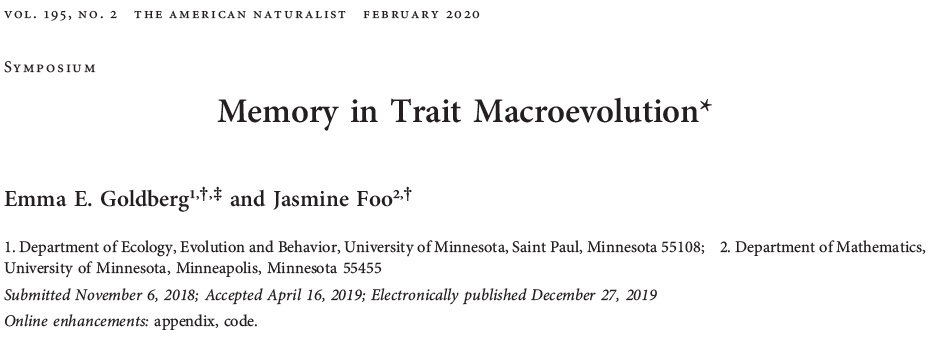 VOL. 195, NO. 2 THE AMERICAN NATURALIST FEBRUARY 2020
Symposium
Memory in Trait Macroevolution*
Emma E. Goldberg1,†,‡ and Jasmine Foo2,†
1. Department of Ecology, Evolution and Behavior, University of Minnesota, Saint Paul, Minnesota 55108; 2. Department of Mathematics,
University of Minnesota, Minneapolis, Minnesota 55455
Submitted November 6, 2018; Accepted April 16, 2019; Electronically published December 27, 2019
Online enhancements: appendix, code.